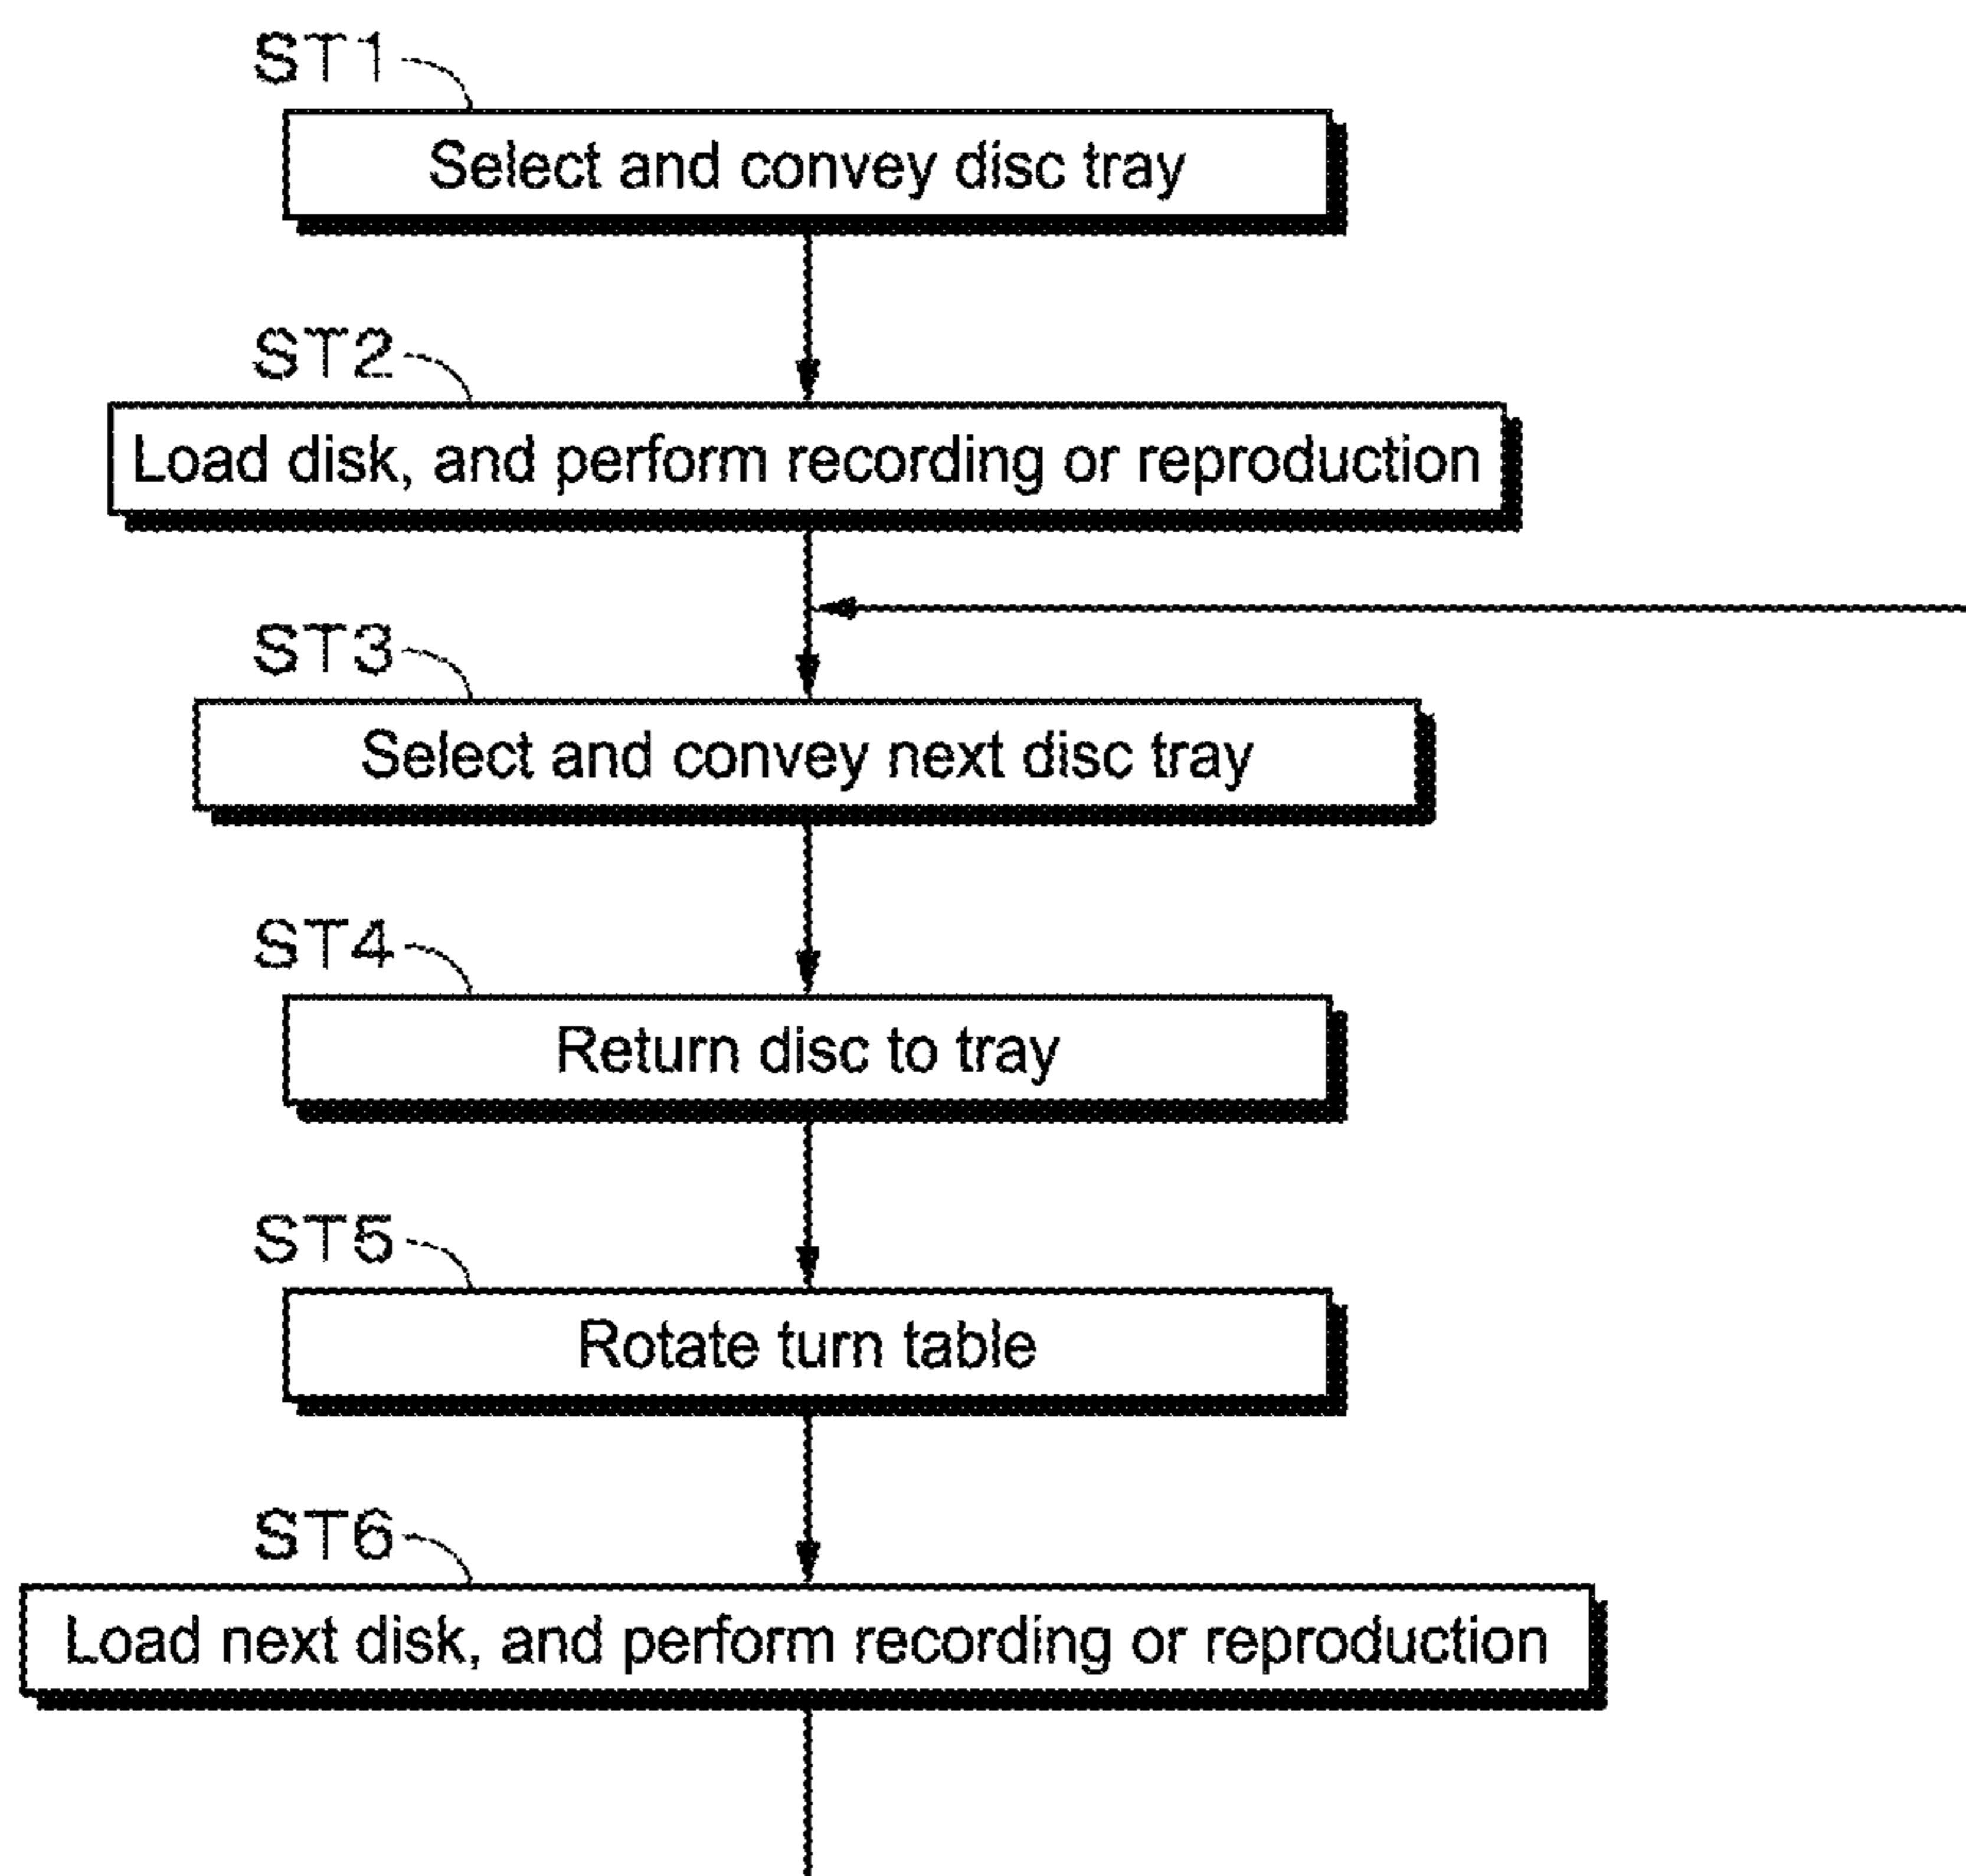 ST1
Select and convey disc tray
ST2
Load disk, and perform recording or reproduction
ST3
Select and convey next disc tray
ST4
Return disc to tray
ST5
Rotate turn table
ST6
Load next disk, and perform recording or reproduction